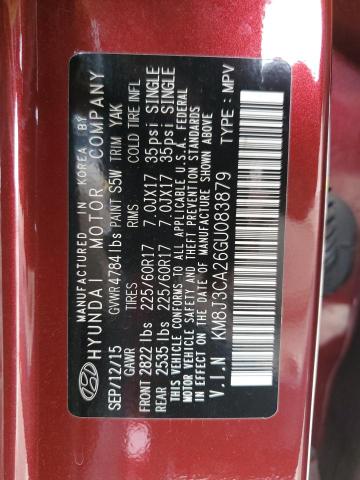 MANUFACTURED IN KOREA BY
HYUNDAI MOTOR COMPANY
SEP/12/15 GVWR 4784 lbs PAINT S5W TRIM YAK
GAWR TIRES RIMS COLD TIRE INFL
FRONT 2822 lbs 225/60R17 7.0JX17 35psi SINGLE
REAR 2535 lbs 225/60R17 7.0JX17 35psi SINGLE
THIS VEHICLE CONFORMS TO ALL APPLICABLE U.S.A. FEDERAL
MOTOR VEHICLE SAFETY AND THEFT PREVENTION STANDARDS
IN EFFECT ON THE DATE OF MANUFACTURE SHOWN ABOVE.
V.I.N KM8J3CA26GU083879 TYPE: MPV